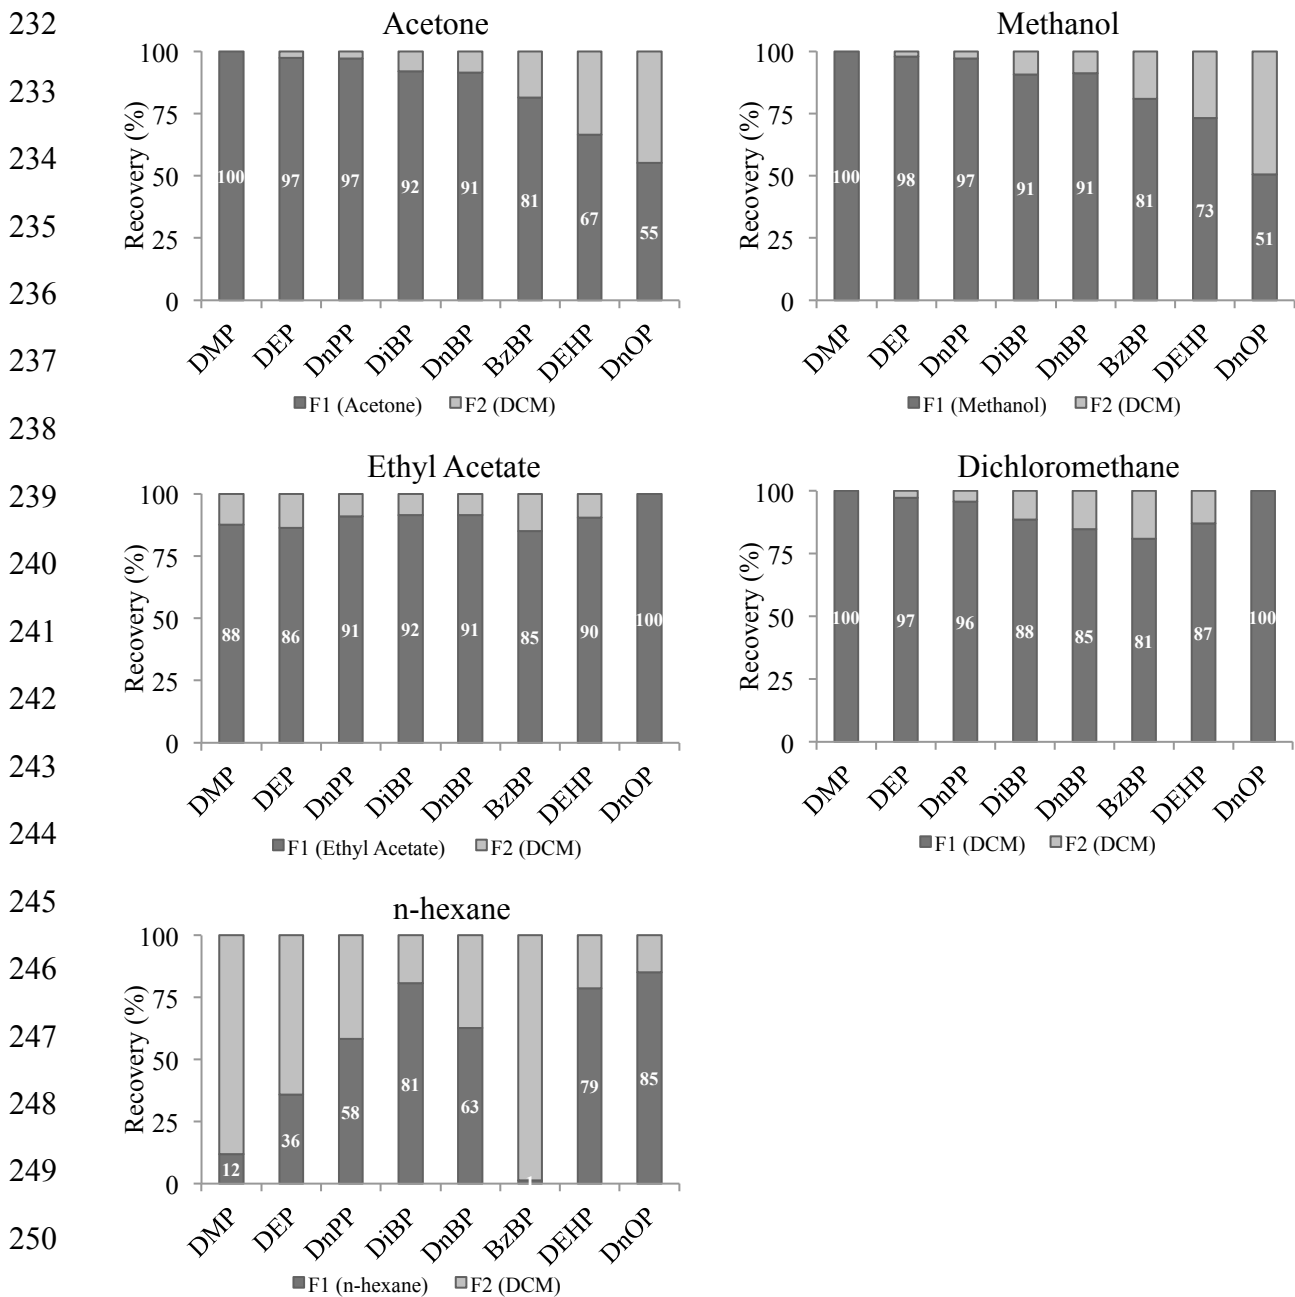 232
233
234
235
236
237
238
239
240
241
242
243
244
245
246
247
248
249
250
Acetone
Recovery (%)
100
75
50
25
0
100 97 97 92 91 81 67 55
DMP DEP DnPP DiBP DnBP BzBP DEHP DnOP
F1 (Acetone) F2 (DCM)
Methanol
Recovery (%)
100
75
50
25
0
100 98 97 91 91 81 73 51
DMP DEP DnPP DiBP DnBP BzBP DEHP DnOP
F1 (Methanol) F2 (DCM)
Ethyl Acetate
Recovery (%)
100
75
50
25
0
88 86 91 92 91 85 90 100
DMP DEP DnPP DiBP DnBP BzBP DEHP DnOP
F1 (Ethyl Acetate) F2 (DCM)
Dichloromethane
Recovery (%)
100
75
50
25
0
100 97 96 88 85 81 87 100
DMP DEP DnPP DiBP DnBP BzBP DEHP DnOP
F1 (DCM) F2 (DCM)
n-hexane
Recovery (%)
100
75
50
25
0
12 36 58 81 63 1 79 85
DMP DEP DnPP DiBP DnBP BzBP DEHP DnOP
F1 (n-hexane) F2 (DCM)